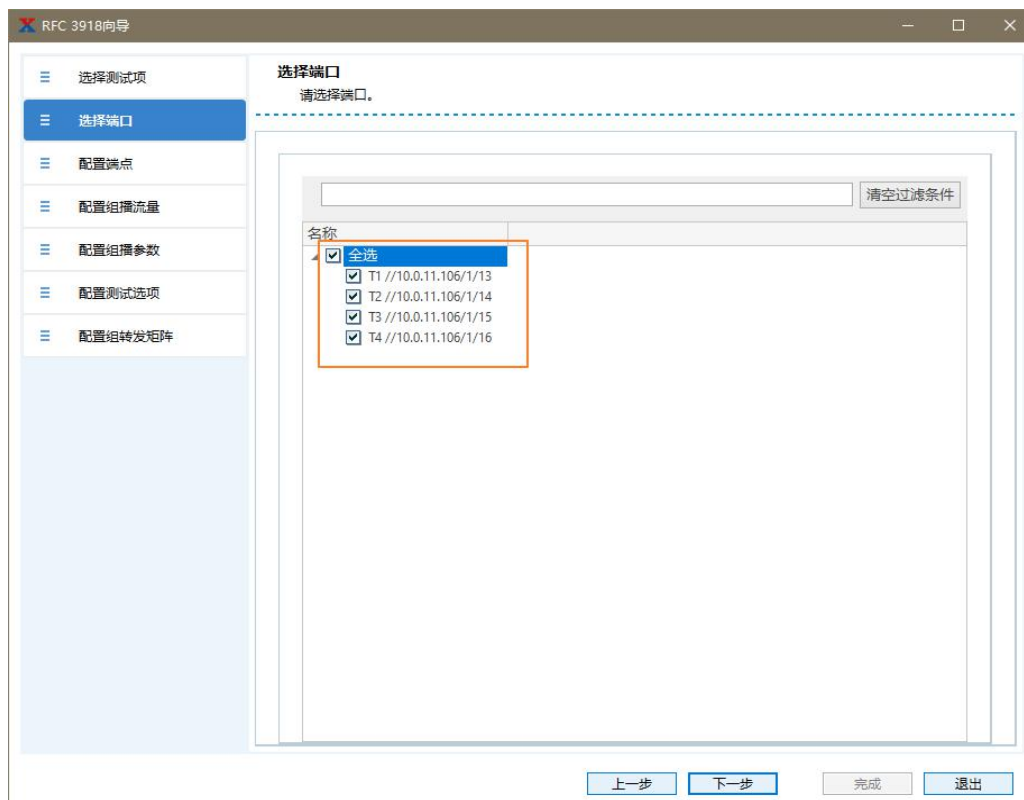 RFC 3918向导
选择测试项
选择端口
配置端点
配置组播流量
配置组播参数
配置测试选项
配置组转发矩阵
选择端口
请选择端口。
清空过滤条件
名称
全选
T1 //10.0.11.106/1/13
T2 //10.0.11.106/1/14
T3 //10.0.11.106/1/15
T4 //10.0.11.106/1/16
上一步
下一步
完成
退出